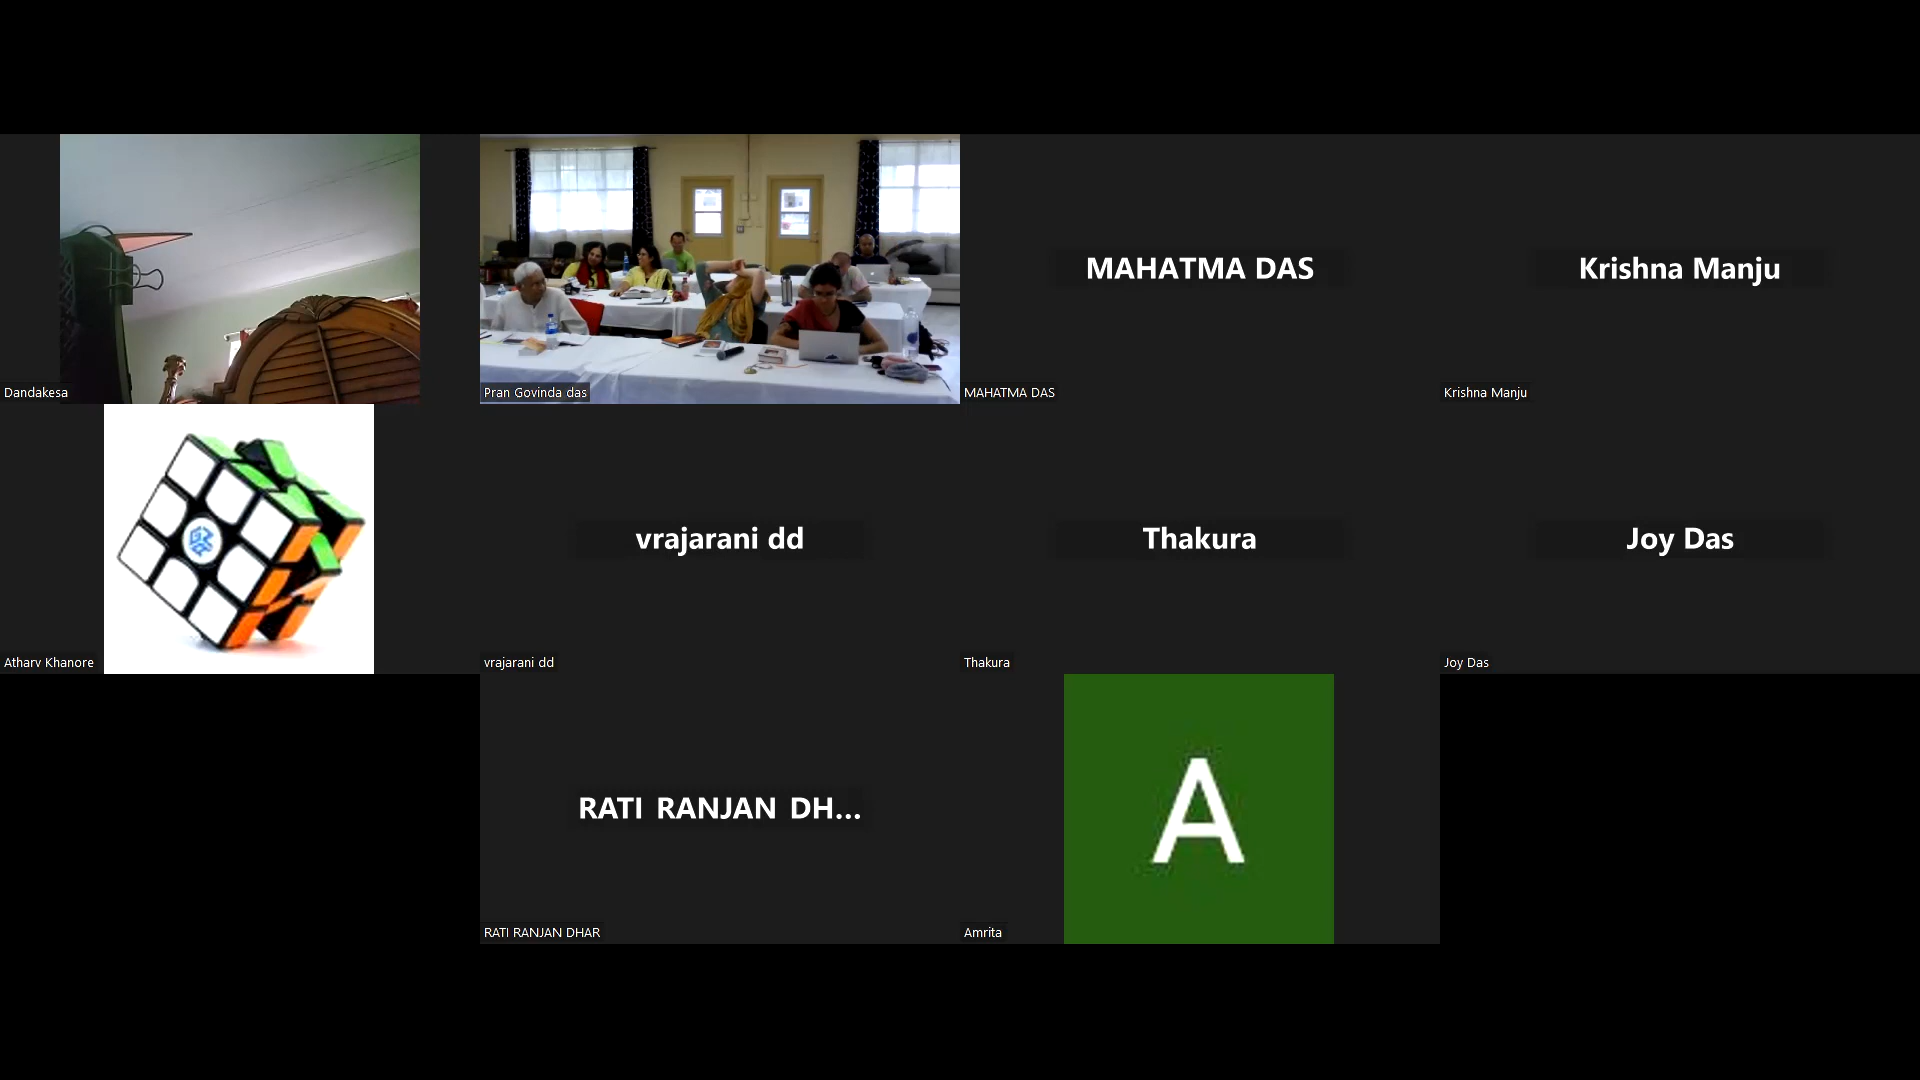 MAHATMA DAS
Krishna Manju
Dandakesa
Pran Govinda das
MAHATMA DAS
Krishna Manju
vrajarani dd
Thakura
Joy Das
Atharv Khanore
vrajarani dd
Thakura
Joy Das
RATI RANJAN DH...
A
RATI RANJAN DHAR
Amrita